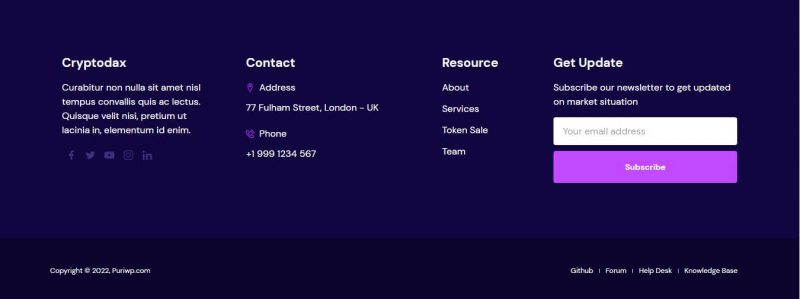 Cryptodax
Curabitur non nulla sit amet nisl
tempus convallis quis ac lectus.
Quisque velit nisi, pretium ut
lacinia in, elementum id enim.
Contact
Address
77 Fulham Street, London - UK
Phone
+1 999 1234 567
Resource
About
Services
Token Sale
Team
Get Update
Subscribe our newsletter to get updated
on market situation
Your email address
Subscribe
Copyright © 2022, Puriwp.com
Github | Forum | Help Desk | Knowledge Base